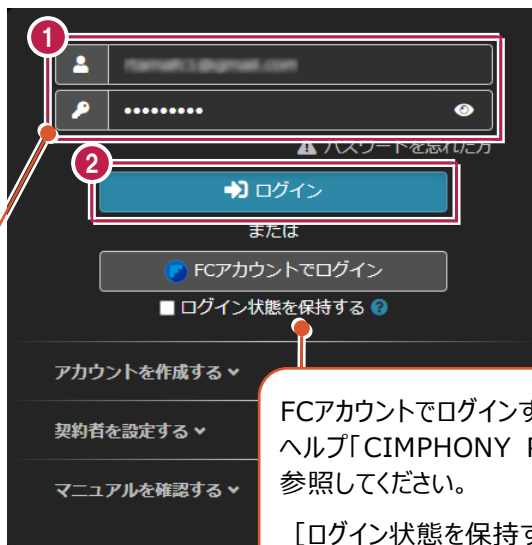 1
•••••••••
2
パスワードを忘れた方
ログイン
または
FCアカウントでログイン
ログイン状態を保持する ?
アカウントを作成する
契約者を設定する
マニュアルを確認する
FCアカウントでログインす
ヘルプ「CIMPHONY
参照してください。
［ログイン状態を保持す